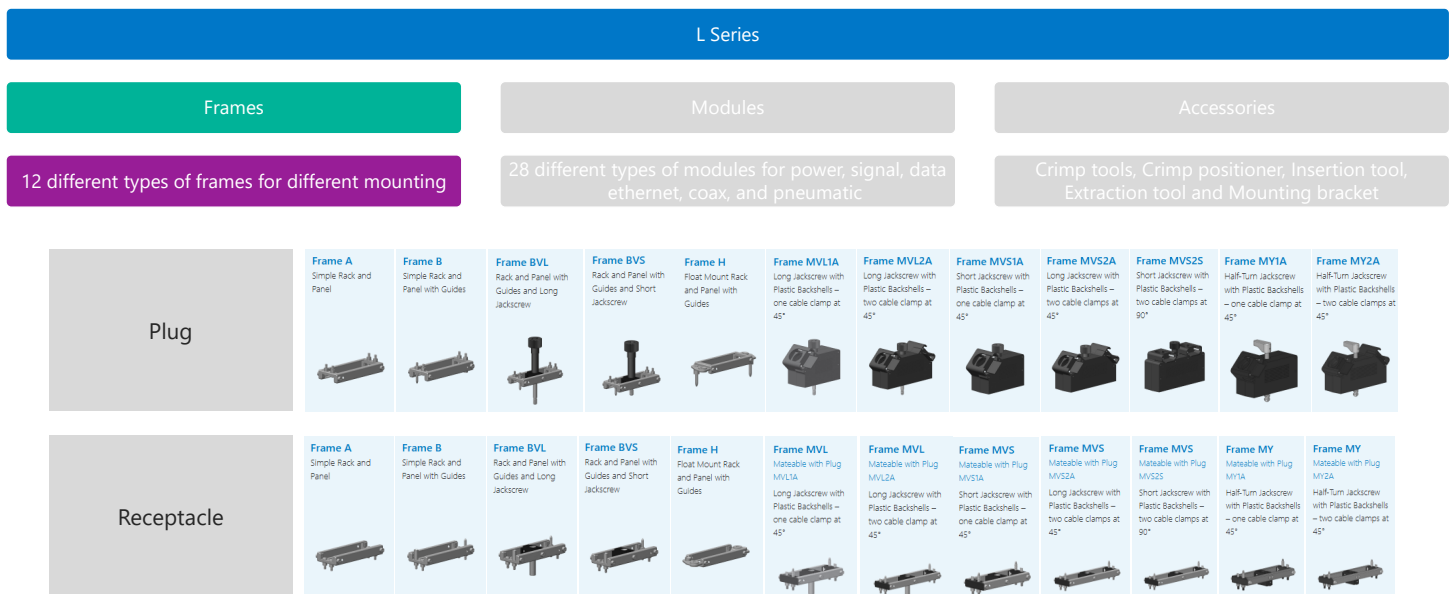 L Series
Frames
Modules
Accessories
12 different types of frames for different mounting
28 different types of modules for power, signal, data
ethernet, coax, and pneumatic
Crimp tools, Crimp positioner, Insertion tool,
Extraction tool and Mounting bracket
Plug
Frame A
Simple Rack and
Panel
Frame B
Simple Rack and
Panel with Guides
Frame BVL
Rack and Panel with
Guides and Long
Jackscrew
Frame BVS
Rack and Panel with
Guides and Short
Jackscrew
Frame H
Float Mount Rack
and Panel with
Guides
Frame MVL1A
Long Jackscrew with
Plastic Backshells –
one cable clamp at
45°
Frame MVL2A
Long Jackscrew with
Plastic Backshells –
two cable clamp at
45°
Frame MVS1A
Short Jackscrew with
Plastic Backshells –
one cable clamp at
45°
Frame MVS2A
Long Jackscrew with
Plastic Backshells –
two cable clamps at
45°
Frame MVS2S
Short Jackscrew with
Plastic Backshells –
two cable clamps at
90°
Frame MY1A
Half-Turn Jackscrew
with Plastic Backshells
– one cable clamp at
45°
Frame MY2A
Half-Turn Jackscrew
with Plastic Backshells
– two cable clamps at
45°
Receptacle
Frame A
Simple Rack and
Panel
Frame B
Simple Rack and
Panel with Guides
Frame BVL
Rack and Panel with
Guides and Long
Jackscrew
Frame BVS
Rack and Panel with
Guides and Short
Jackscrew
Frame H
Float Mount Rack
and Panel with
Guides
Frame MVL
Mateable with Plug
MVL1A
Long Jackscrew with
Plastic Backshells –
one cable clamp at
45°
Frame MVL
Mateable with Plug
MVL2A
Long Jackscrew with
Plastic Backshells –
two cable clamp at
45°
Frame MVS
Mateable with Plug
MVS1A
Short Jackscrew with
Plastic Backshells –
one cable clamp at
45°
Frame MVS
Mateable with Plug
MVS2A
Long Jackscrew with
Plastic Backshells –
two cable clamps at
45°
Frame MVS
Mateable with Plug
MVS2S
Short Jackscrew with
Plastic Backshells –
two cable clamps at
90°
Frame MY
Mateable with Plug
MY1A
Half-Turn Jackscrew
with Plastic Backshells
– one cable clamp at
45°
Frame MY
Mateable with Plug
MY2A
Half-Turn Jackscrew
with Plastic Backshells
– two cable clamps at
45°